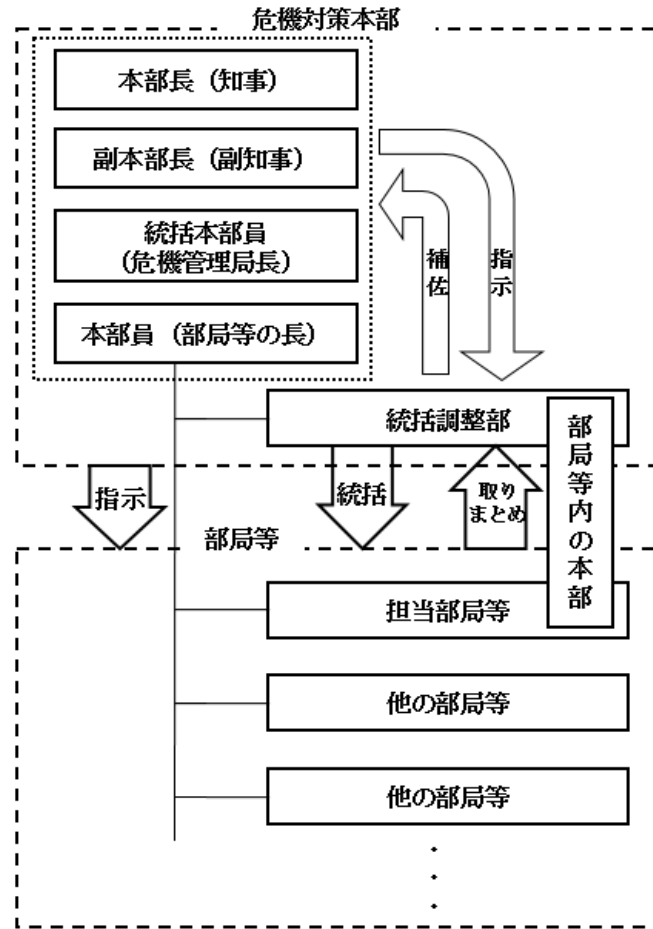 危機対策本部
本部長（知事）
副本部長（副知事）
統括本部員
（危機管理局長）
本部員（部局等の長）
補佐
指示
統括調整部
部局等内の本部
指示
統括
取り
まとめ
部局等
担当部局等
他の部局等
他の部局等